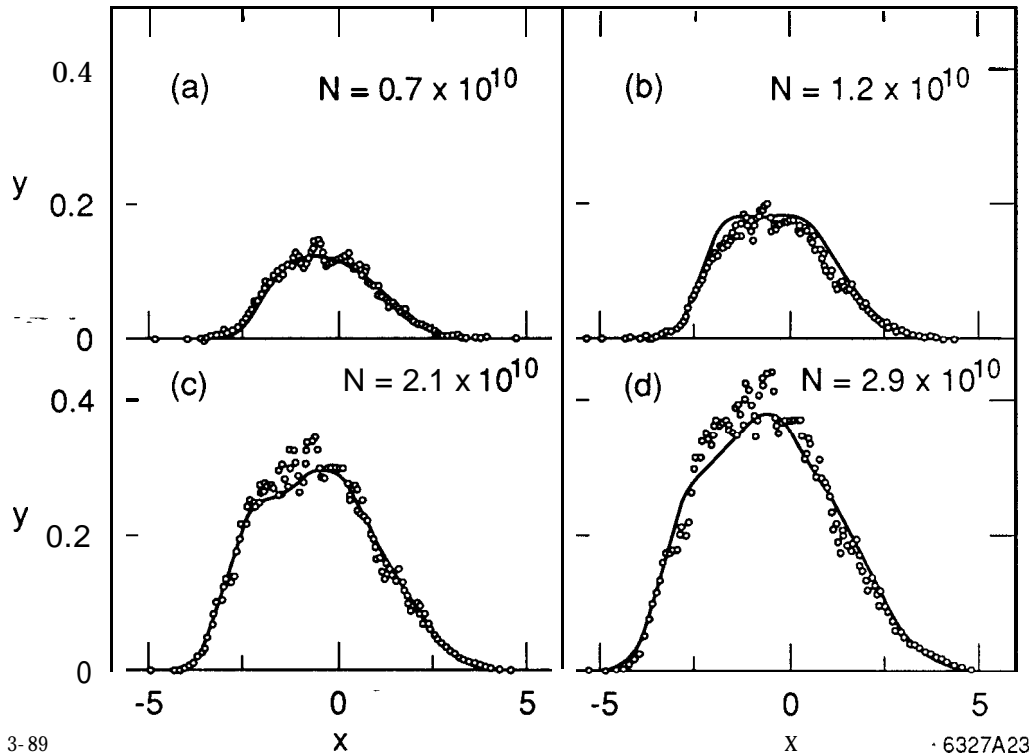 0.4
(a) N = 0.7 x 10^10
(b) N = 1.2 x 10^10
y
0.2
0
(c) N = 2.1 x 10^10
(d) N = 2.9 x 10^10
0.4
y
0.2
0
-5 0 5
-5 0 5
3-89
x
x
6327A23